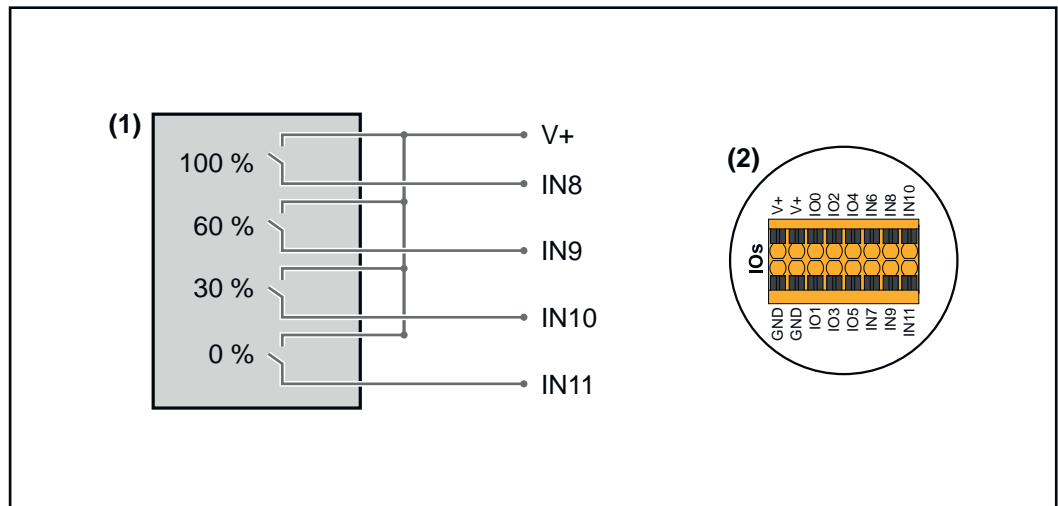 (1)
100 %
60 %
30 %
0 %
V+
IN8
IN9
IN10
IN11
(2)
IOs
V+
V+
IO0
IO2
IO4
IN6
IN8
IN10
GND
GND
IO1
IO3
IO5
IN7
IN9
IN11